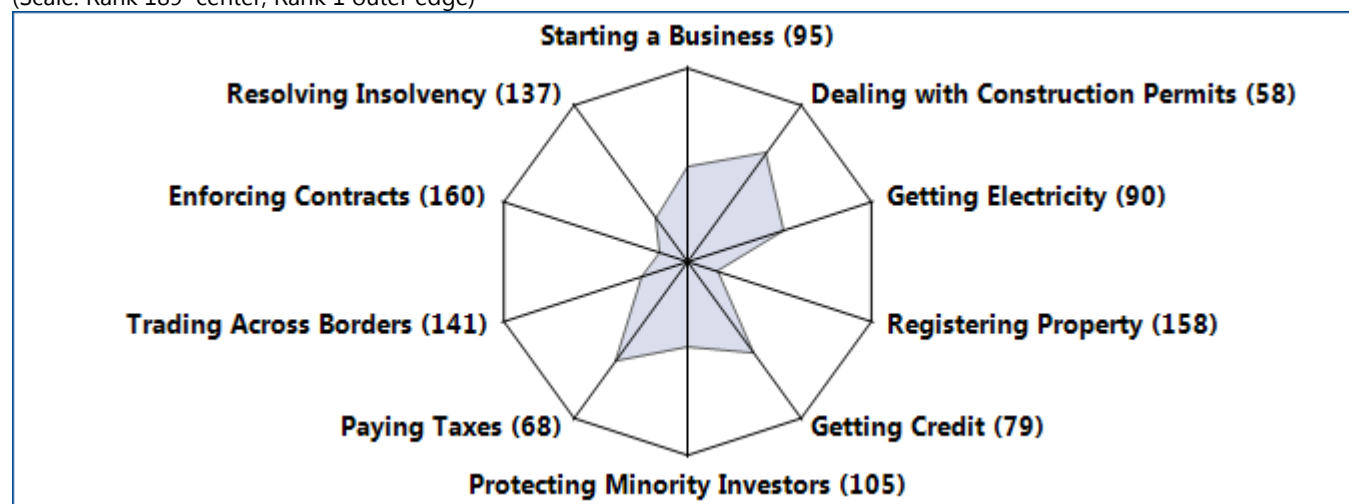 (Scale: Rank 189 center, Rank 1 outer edge)
Starting a Business (95)
Resolving Insolvency (137)
Dealing with Construction Permits (58)
Enforcing Contracts (160)
Getting Electricity (90)
Trading Across Borders (141)
Registering Property (158)
Paying Taxes (68)
Getting Credit (79)
Protecting Minority Investors (105)